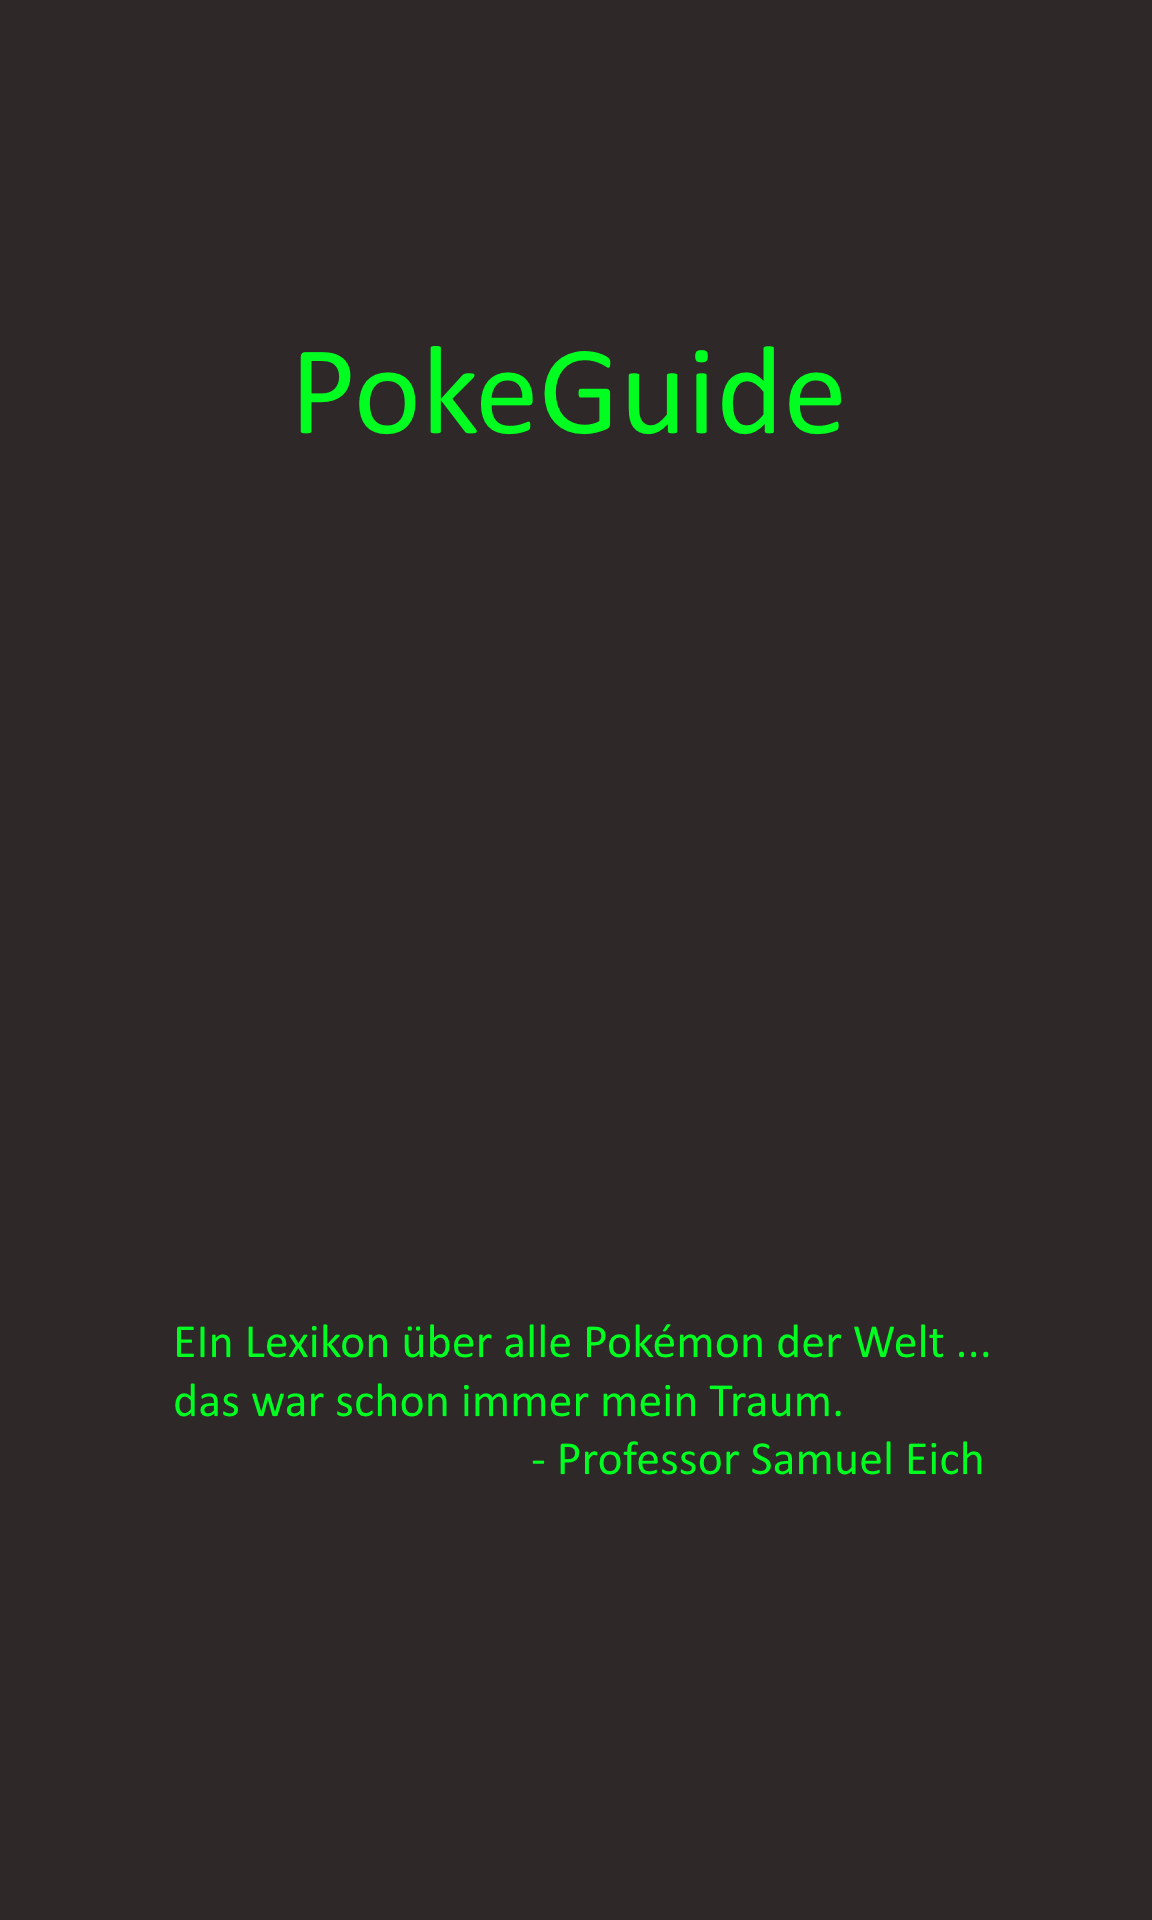 PokeGuide
EIn Lexikon über alle Pokémon der Welt ...
das war schon immer mein Traum.
- Professor Samuel Eich